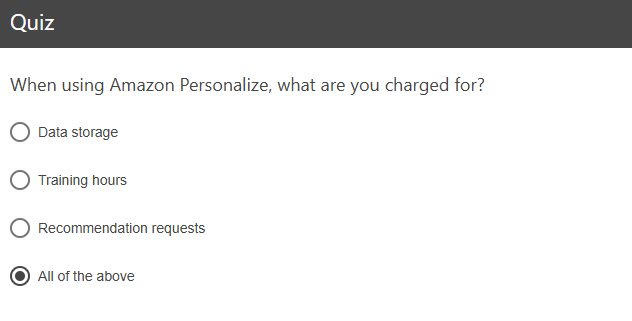 Quiz
When using Amazon Personalize, what are you charged for?
Data storage
Training hours
Recommendation requests
All of the above